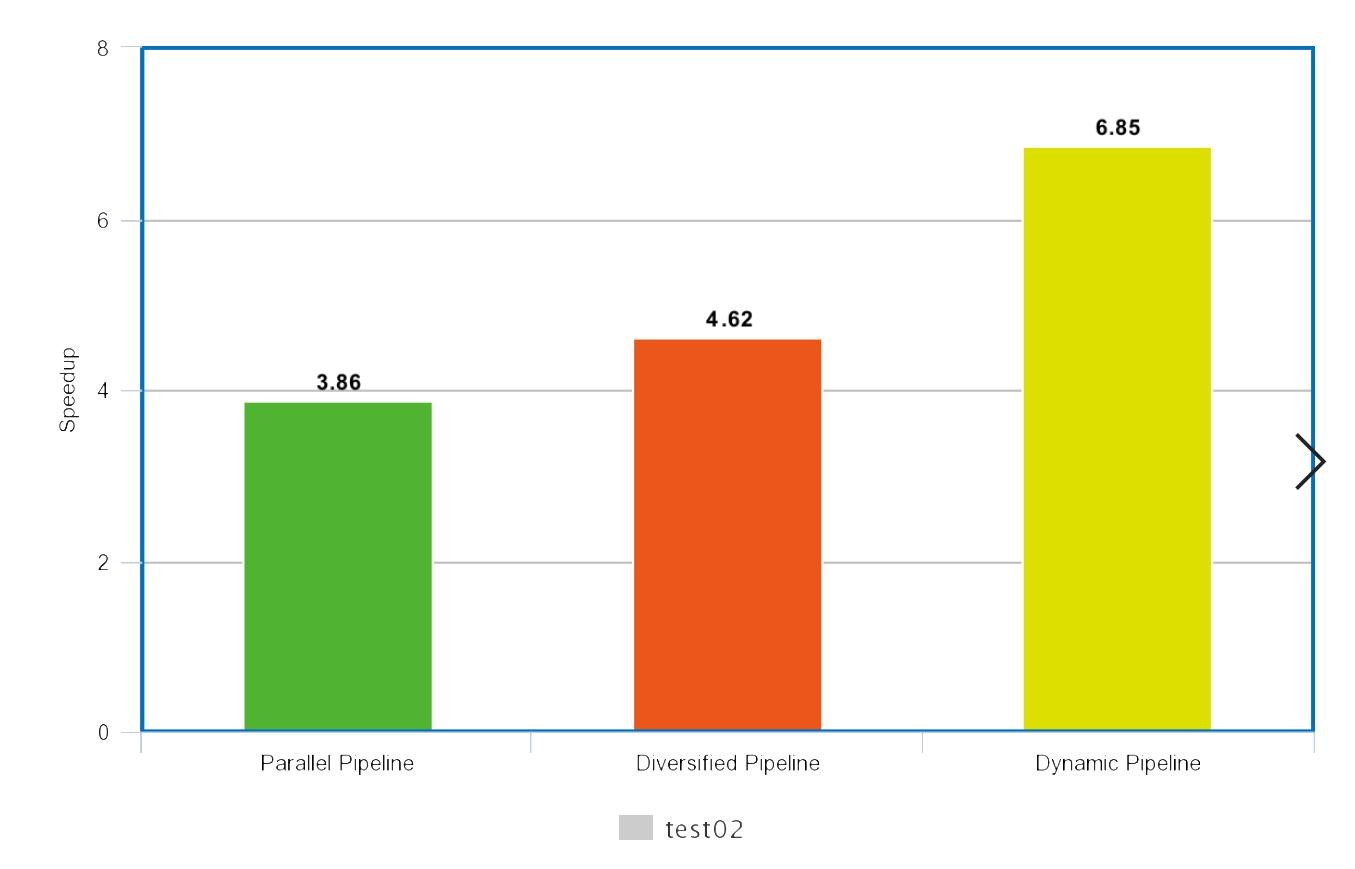 8
6.85
6
4.62
Speedup
4
3.86
2
0
Parallel Pipeline
Diversified Pipeline
Dynamic Pipeline
test02